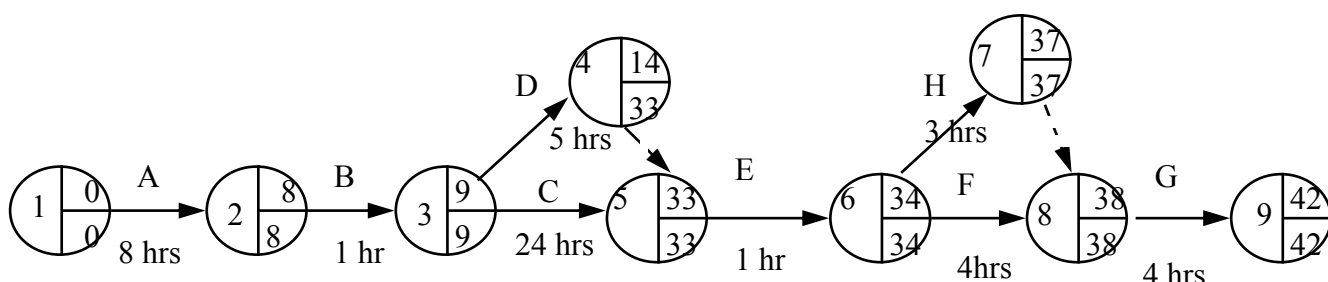 4 14 33
7 37 37
D
H
5 hrs
3 hrs
1 0 0
A
8 hrs
2 8 8
B
1 hr
3 9 9
C
24 hrs
5 33 33
E
1 hr
6 34 34
F
4hrs
8 38 38
G
4 hrs
9 42 42